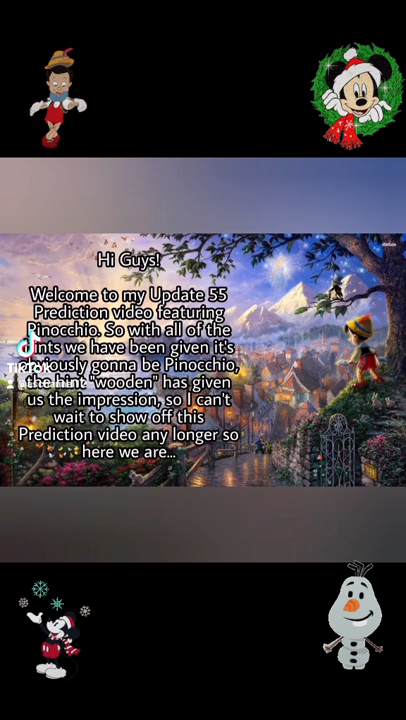 Hi Guys!
Welcome to my Update 55
Prediction video featuring
Pinocchio. So with all of the
hints we have been given it's
obviously gonna be Pinocchio,
the hint "wooden" has given
us the impression, so I can't
wait to show off this
Prediction video any longer so
here we are...
TikTok